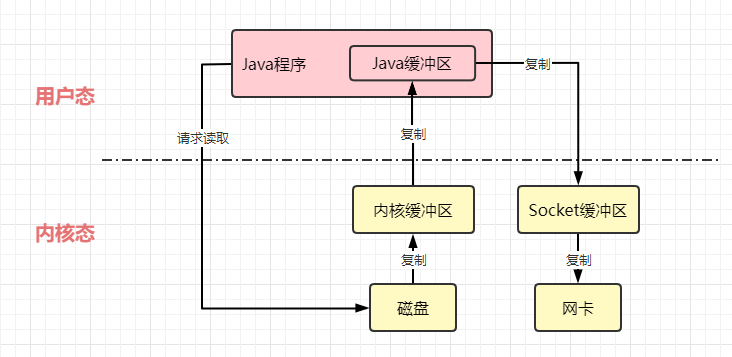 Java程序
Java缓冲区
复制
用户态
请求读取
复制
内核缓冲区
Socket缓冲区
内核态
复制
复制
磁盘
网卡